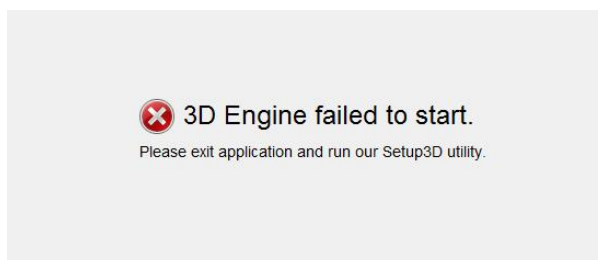 3D Engine failed to start.
Please exit application and run our Setup3D utility.